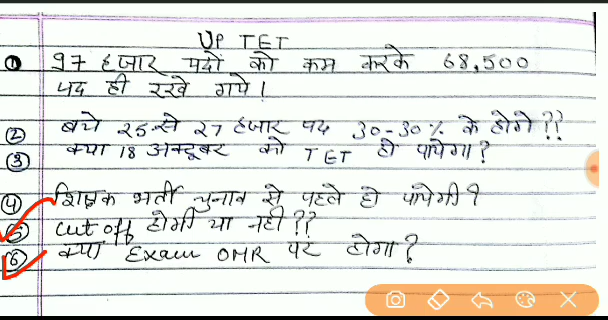 UP TET
① 97 हजार पदों को कम करके 68,500
पद ही रखे गये।
② बचे 25 से 27 हजार पद 30-30% के होगे??
③ क्या 18 अक्टूबर को TET हो पायेगा?
④ शिक्षक भर्ती चुनाव से पहले हो पायेगी?
⑤ cut off होगी या नही??
⑥ क्या Exam OMR पर होगा?